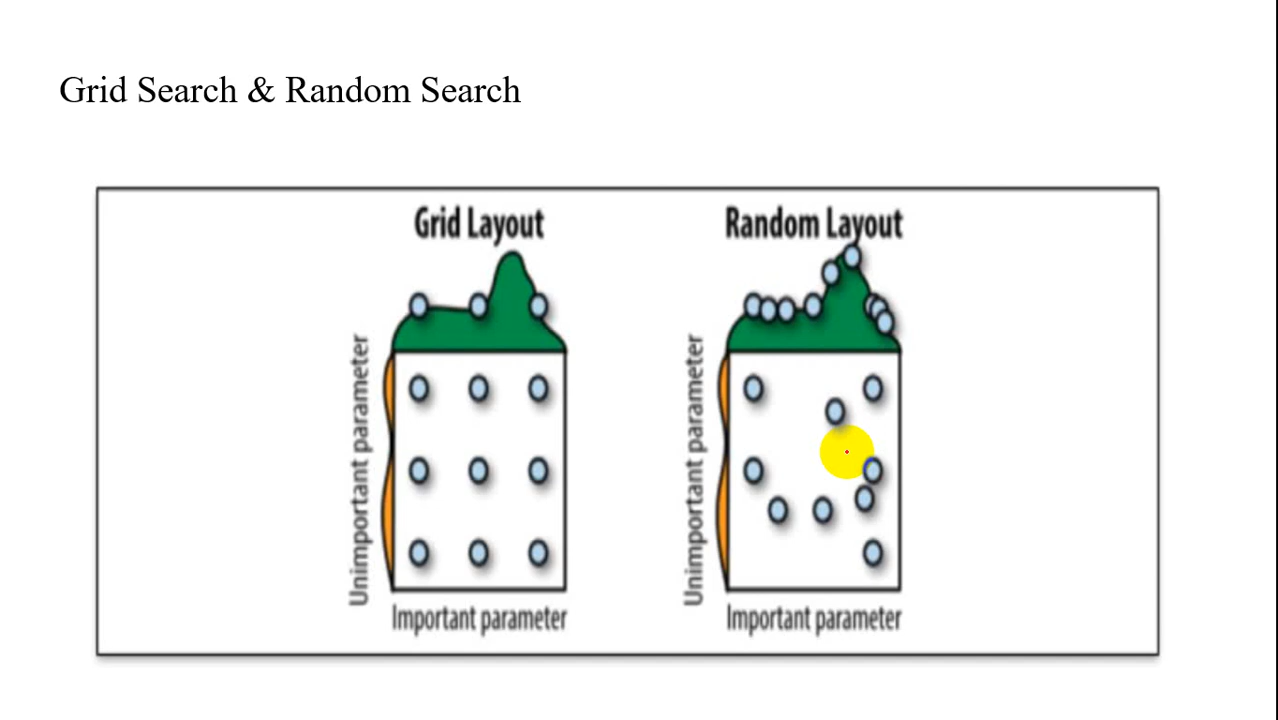 Grid Search & Random Search
Grid Layout
Unimportant parameter
Important parameter
Random Layout
Unimportant parameter
Important parameter